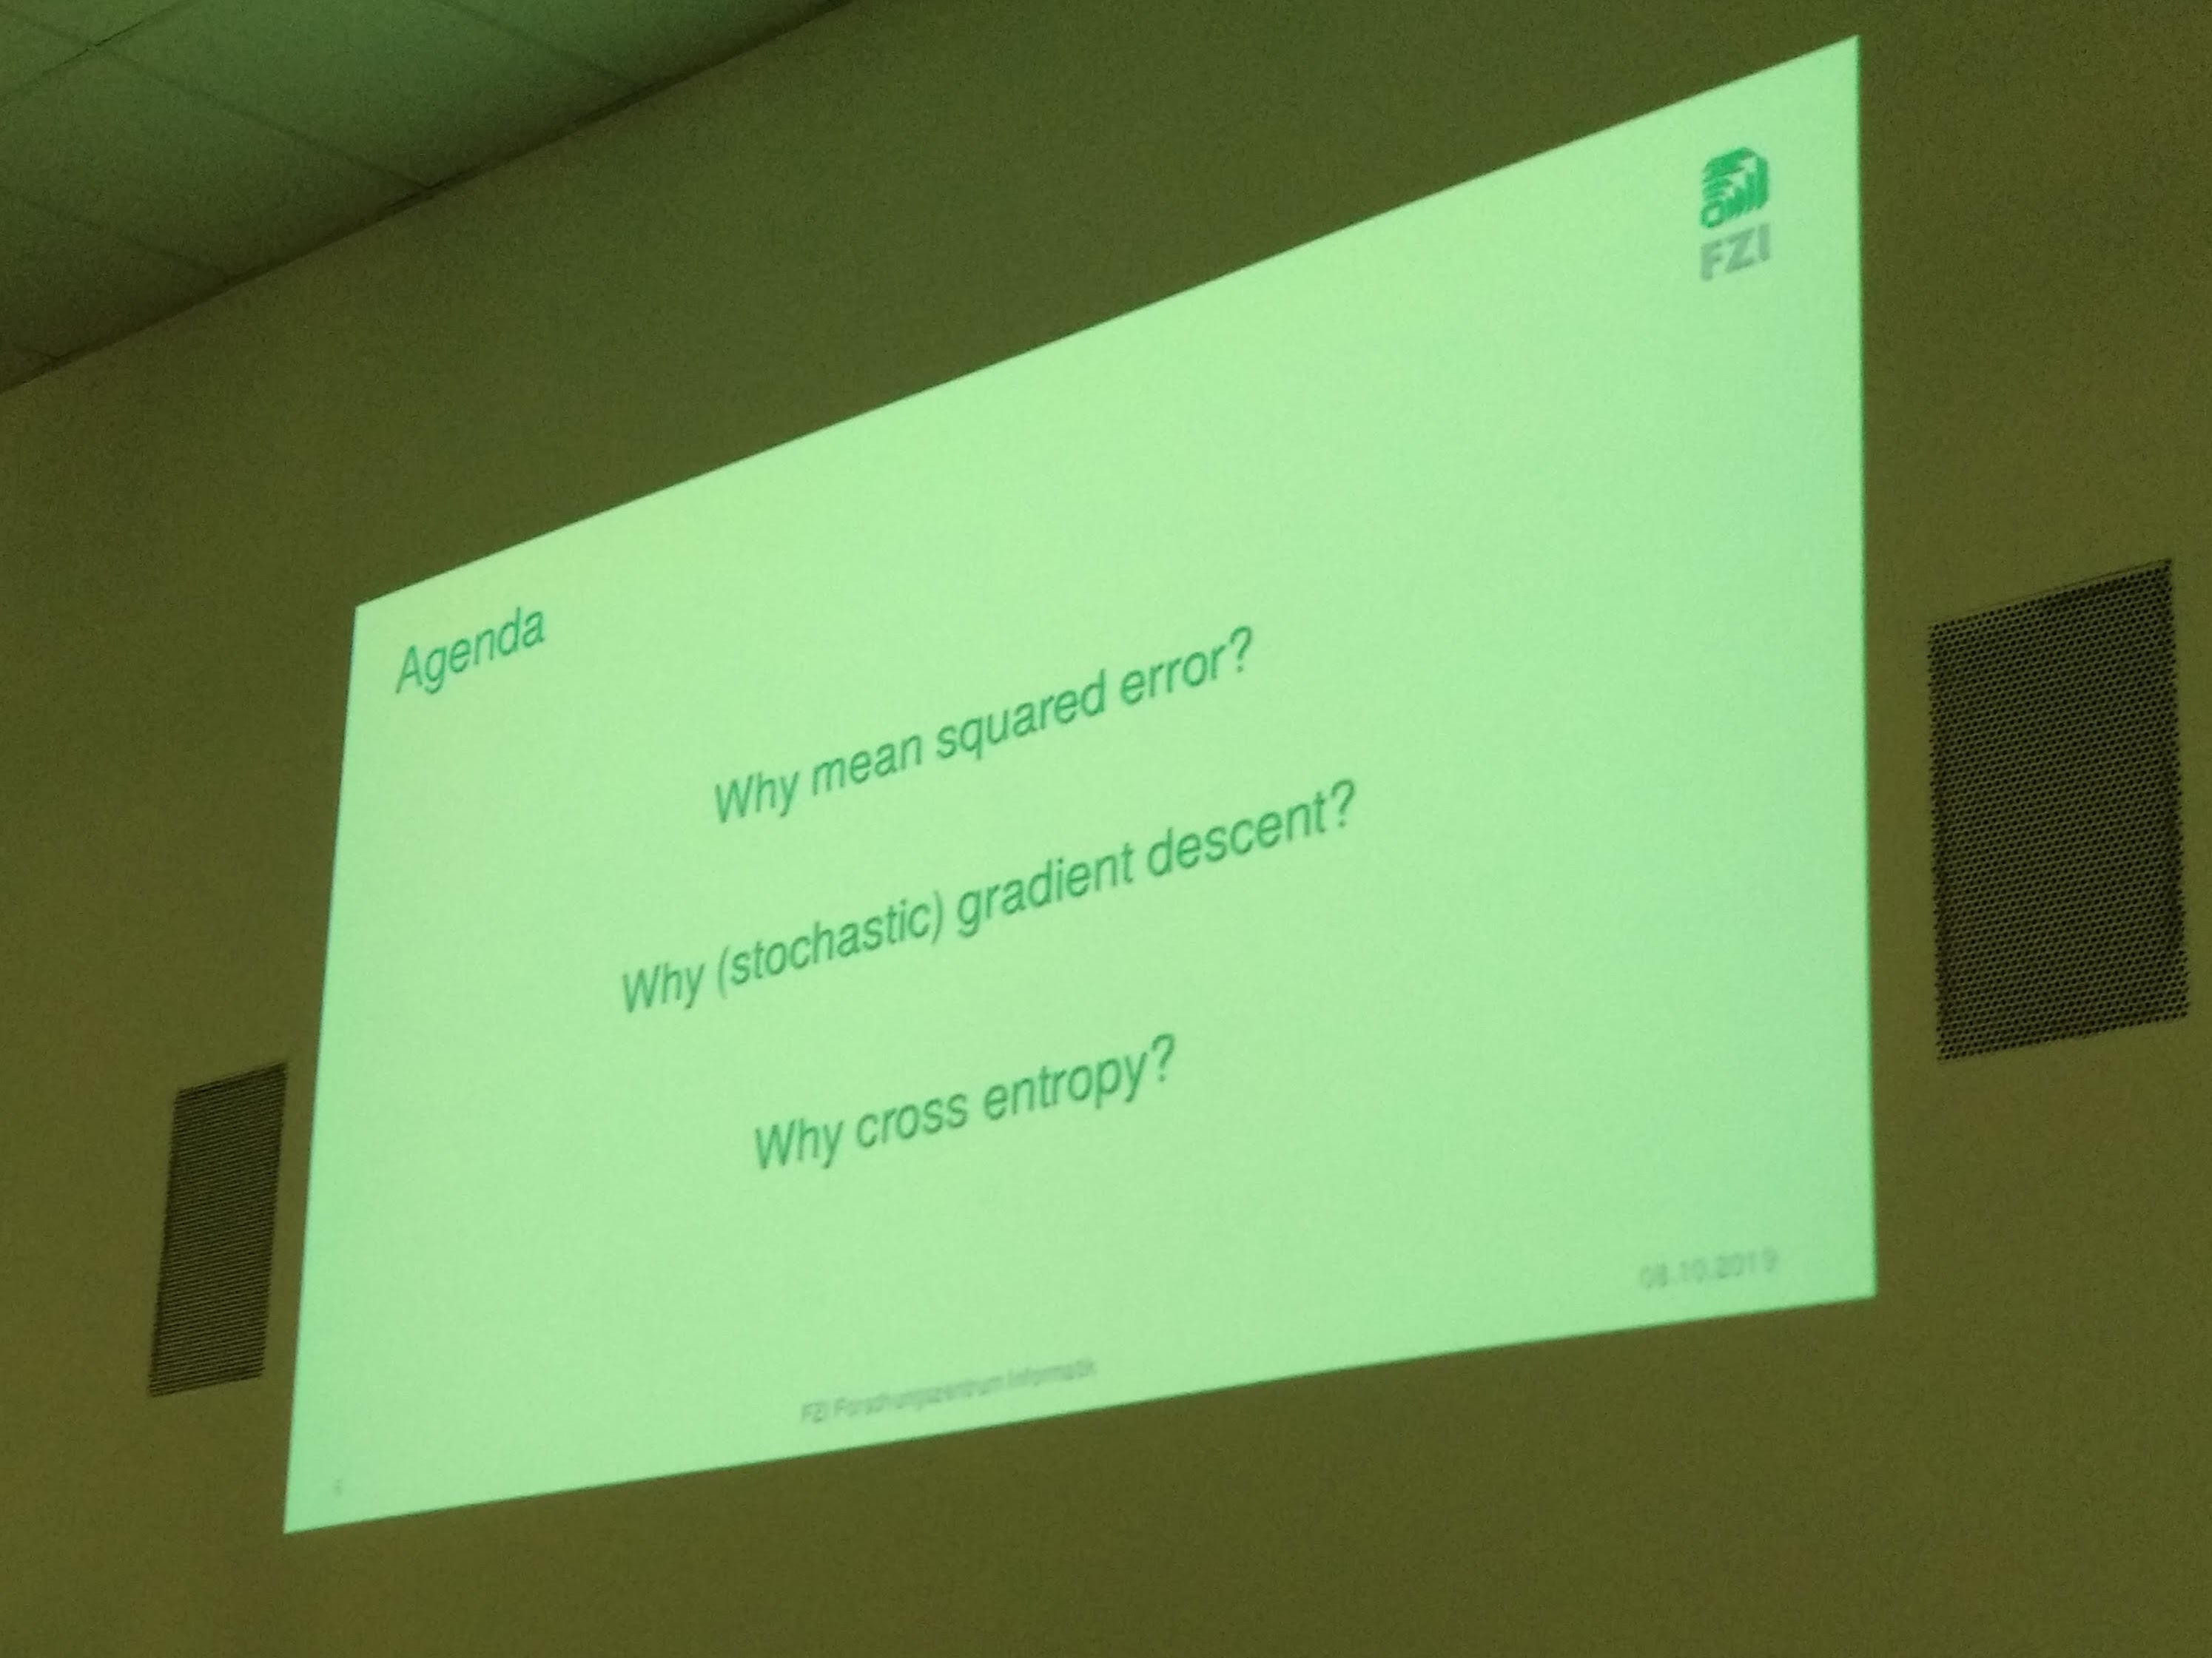 FZI
Agenda
Why mean squared error?
Why (stochastic) gradient descent?
Why cross entropy?
FZI Forschungszentrum Informatik
08.10.2019